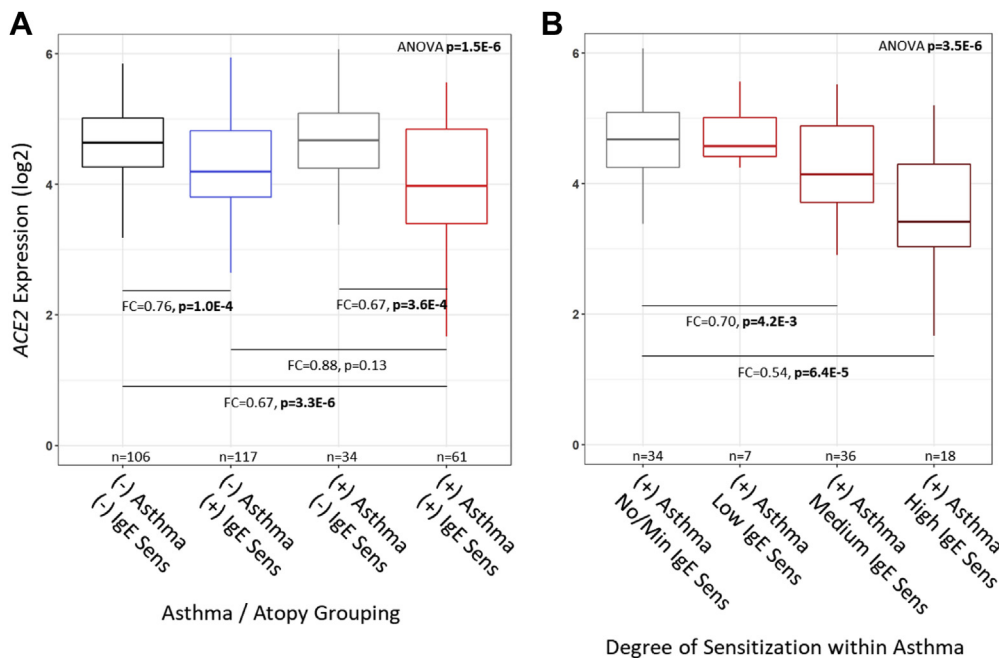 A
ANOVA p=1.5E-6
ACE2 Expression (log2)
6
4
2
0
FC=0.76, p=1.0E-4
FC=0.67, p=3.6E-4
FC=0.88, p=0.13
FC=0.67, p=3.3E-6
n=106
n=117
n=34
n=61
(-) Asthma
(-) IgE Sens
(-) Asthma
(+) IgE Sens
(+) Asthma
(-) IgE Sens
(+) Asthma
(+) IgE Sens
Asthma / Atopy Grouping
B
ANOVA p=3.5E-6
6
4
2
0
FC=0.70, p=4.2E-3
FC=0.54, p=6.4E-5
n=34
n=7
n=36
n=18
(+) Asthma
No/Min IgE Sens
(+) Asthma
Low IgE Sens
(+) Asthma
Medium IgE Sens
(+) Asthma
High IgE Sens
Degree of Sensitization within Asthma